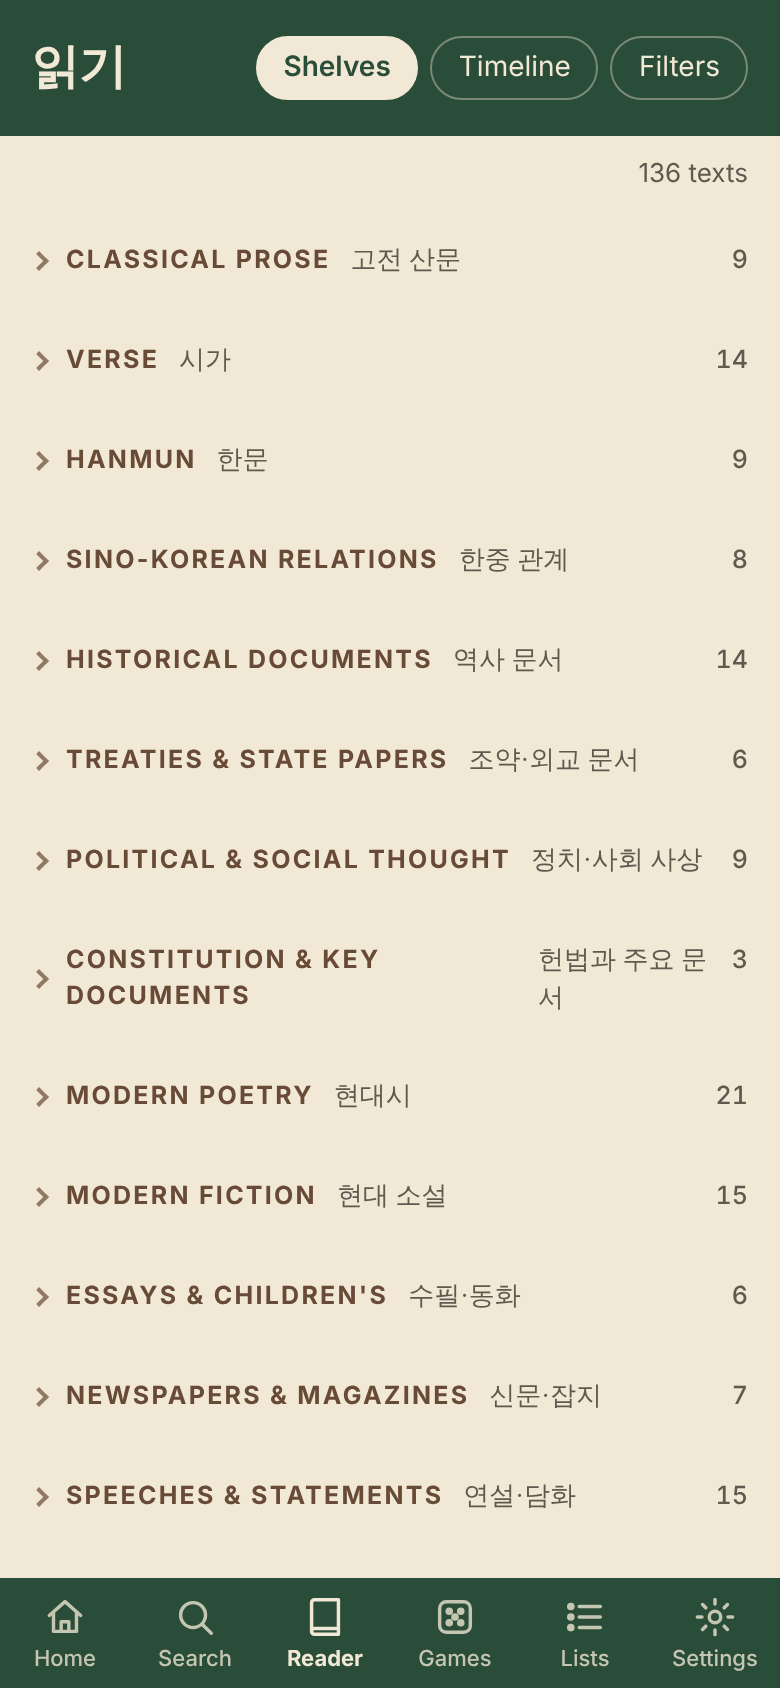 읽기 Shelves Timeline Filters
136 texts
CLASSICAL PROSE 고전 산문 9
VERSE 시가 14
HANMUN 한문 9
SINO-KOREAN RELATIONS 한중 관계 8
HISTORICAL DOCUMENTS 역사 문서 14
TREATIES & STATE PAPERS 조약·외교 문서 6
POLITICAL & SOCIAL THOUGHT 정치·사회 사상 9
CONSTITUTION & KEY 헌법과 주요 문 3
DOCUMENTS 서
MODERN POETRY 현대시 21
MODERN FICTION 현대 소설 15
ESSAYS & CHILDREN'S 수필·동화 6
NEWSPAPERS & MAGAZINES 신문·잡지 7
SPEECHES & STATEMENTS 연설·담화 15
Home Search Reader Games Lists Settings